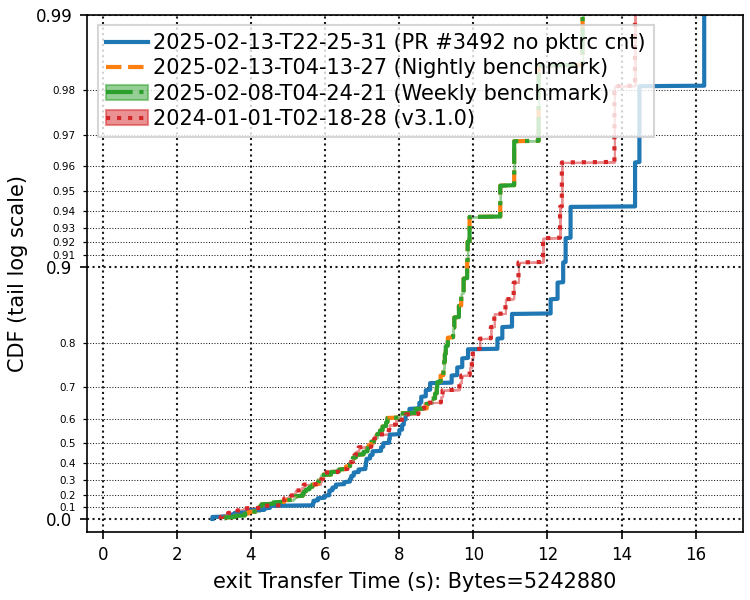 0.99
2025-02-13-T22-25-31 (PR #3492 no pktrc cnt)
2025-02-13-T04-13-27 (Nightly benchmark)
2025-02-08-T04-24-21 (Weekly benchmark)
2024-01-01-T02-18-28 (v3.1.0)
0.98
0.97
0.96
0.95
0.94
0.93
0.92
0.91
0.9
0.8
0.7
0.6
0.5
0.4
0.3
0.2
0.1
0.0
CDF (tail log scale)
0 2 4 6 8 10 12 14 16
exit Transfer Time (s): Bytes=5242880